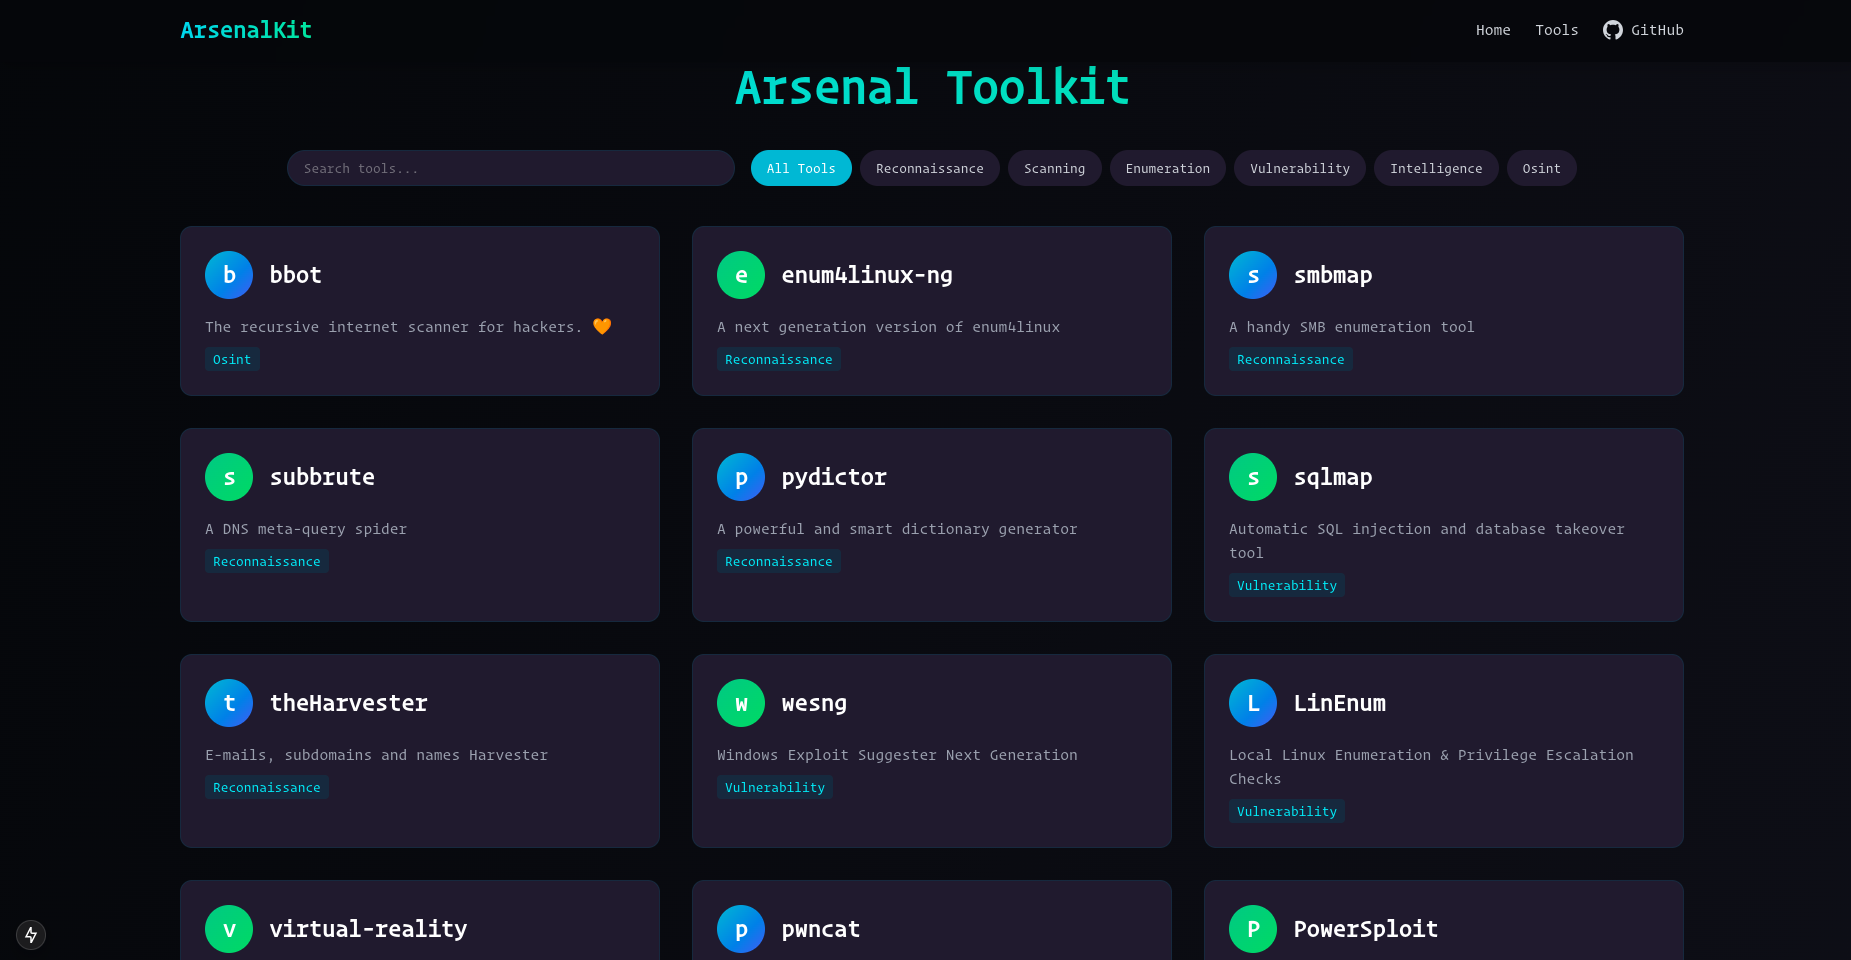 ArsenalKit
Home Tools GitHub
Arsenal Toolkit
Search tools...
All Tools Reconnaissance Scanning Enumeration Vulnerability Intelligence Osint
b bbot
The recursive internet scanner for hackers. 🧡
Osint
e enum4linux-ng
A next generation version of enum4linux
Reconnaissance
s smbmap
A handy SMB enumeration tool
Reconnaissance
s subbrute
A DNS meta-query spider
Reconnaissance
p pydictor
A powerful and smart dictionary generator
Reconnaissance
s sqlmap
Automatic SQL injection and database takeover
tool
Vulnerability
t theHarvester
E-mails, subdomains and names Harvester
Reconnaissance
w wesng
Windows Exploit Suggester Next Generation
Vulnerability
L LinEnum
Local Linux Enumeration & Privilege Escalation
Checks
Vulnerability
v virtual-reality
p pwncat
P PowerSploit